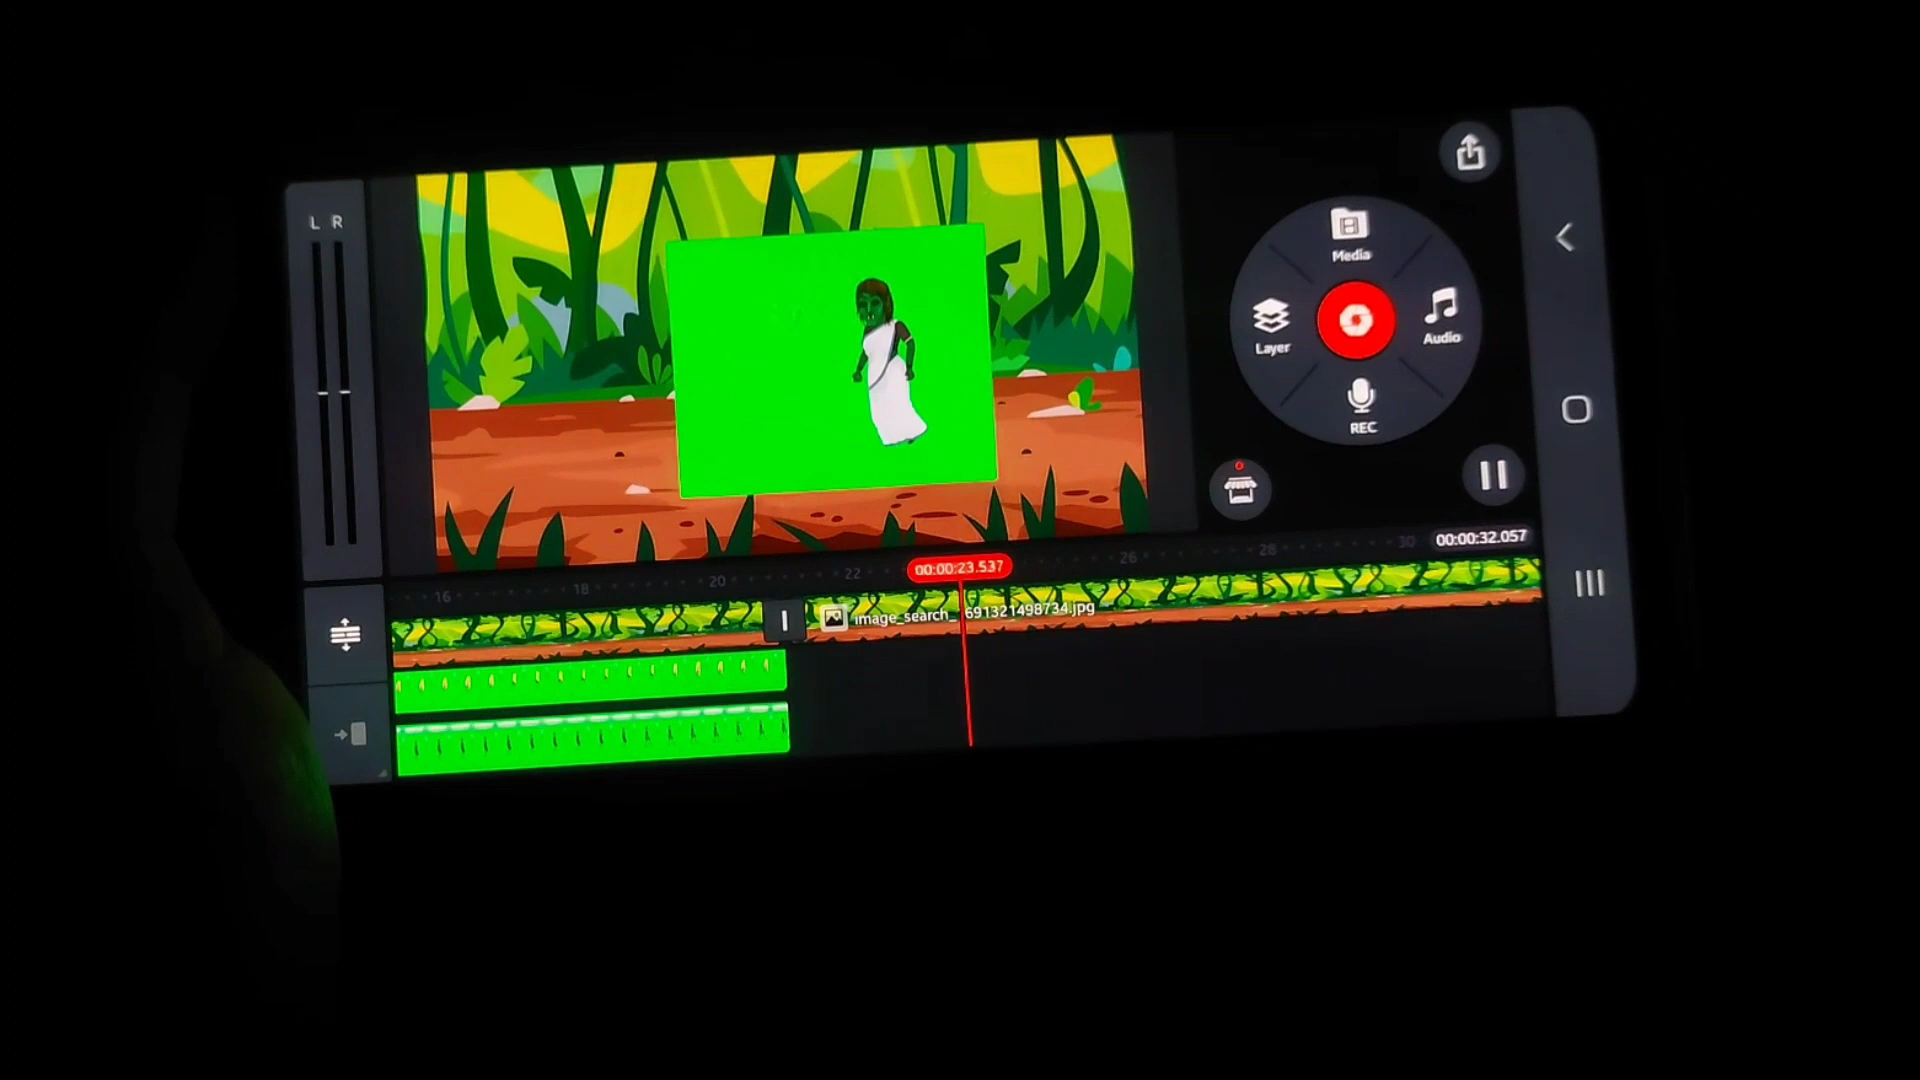 L R
Media
Layer
Audio
REC
16 18 20 22 00:00:23.537 26 28 30 00:00:32.057
image_search_1691321498734.jpg